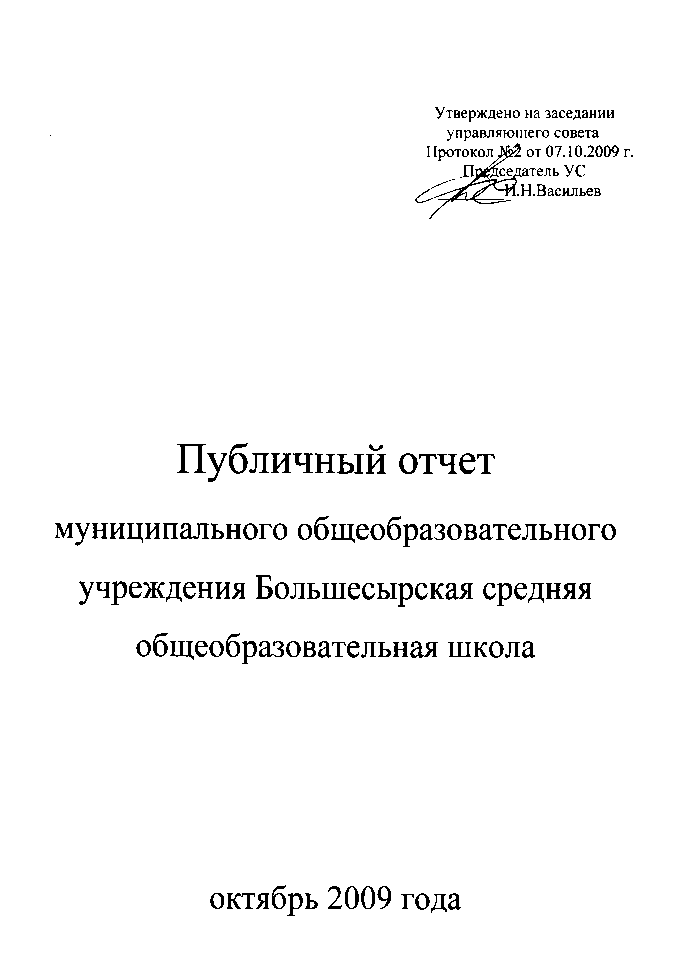 Утверждено на заседании
управляющего совета
Протокол №2 от 07.10.2009 г.
Председатель УС
И.Н.Васильев
Публичный отчет
муниципального общеобразовательного
учреждения Большесырская средняя
общеобразовательная школа
октябрь 2009 года